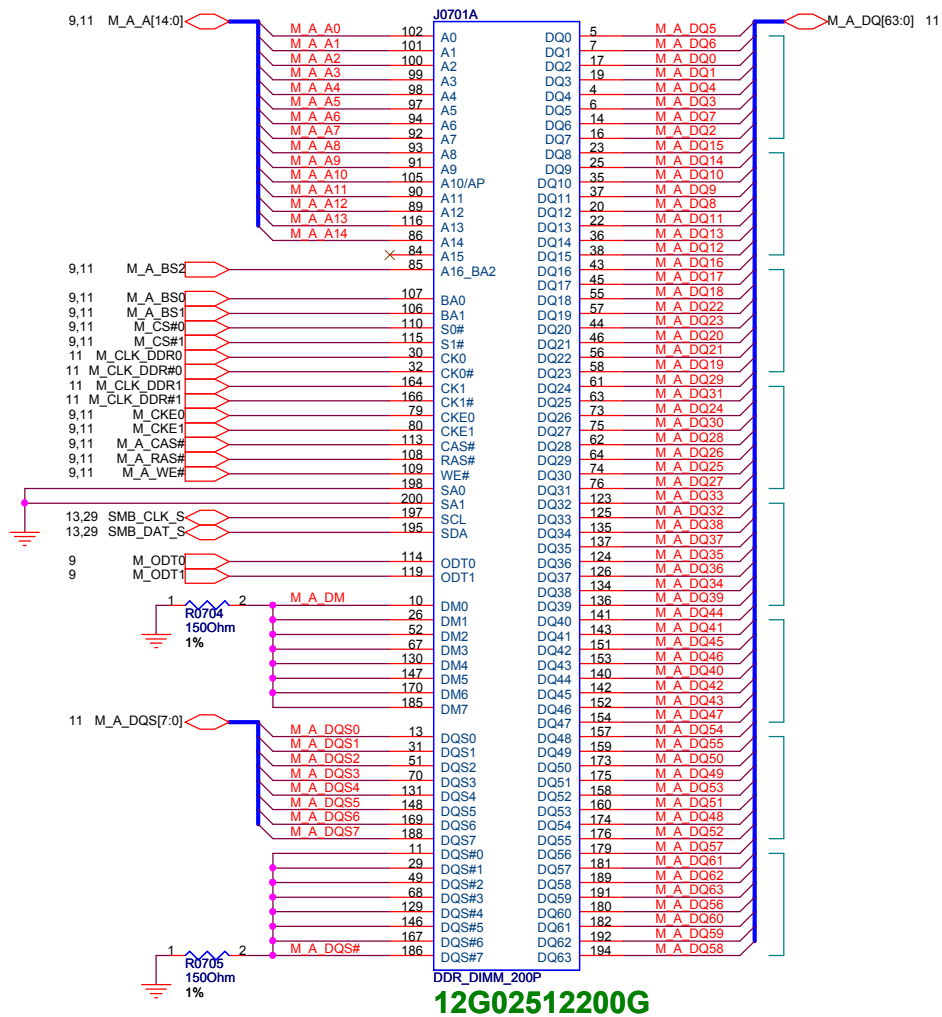 J0701A
9,11 M_A_A[14:0] M_A_DQ[63:0] 11
M_A_A0 102 A0 DQ0 5 M_A_DQ5
M_A_A1 101 A1 DQ1 7 M_A_DQ6
M_A_A2 100 A2 DQ2 17 M_A_DQ0
M_A_A3 99 A3 DQ3 19 M_A_DQ1
M_A_A4 98 A4 DQ4 4 M_A_DQ4
M_A_A5 97 A5 DQ5 6 M_A_DQ3
M_A_A6 94 A6 DQ6 14 M_A_DQ7
M_A_A7 92 A7 DQ7 16 M_A_DQ2
M_A_A8 93 A8 DQ8 23 M_A_DQ15
M_A_A9 91 A9 DQ9 25 M_A_DQ14
M_A_A10 105 A10/AP DQ10 35 M_A_DQ10
M_A_A11 90 A11 DQ11 37 M_A_DQ9
M_A_A12 89 A12 DQ12 20 M_A_DQ8
M_A_A13 116 A13 DQ13 22 M_A_DQ11
M_A_A14 86 A14 DQ14 36 M_A_DQ13
84 A15 DQ15 38 M_A_DQ12
9,11 M_A_BS2 85 A16_BA2 DQ16 43 M_A_DQ16
DQ17 45 M_A_DQ17
9,11 M_A_BS0 107 BA0 DQ18 55 M_A_DQ18
9,11 M_A_BS1 106 BA1 DQ19 57 M_A_DQ22
9,11 M_CS#0 110 S0# DQ20 44 M_A_DQ23
9,11 M_CS#1 115 S1# DQ21 46 M_A_DQ20
11 M_CLK_DDR0 30 CK0 DQ22 56 M_A_DQ21
11 M_CLK_DDR#0 32 CK0# DQ23 58 M_A_DQ19
11 M_CLK_DDR1 164 CK1 DQ24 61 M_A_DQ29
11 M_CLK_DDR#1 166 CK1# DQ25 63 M_A_DQ31
9,11 M_CKE0 79 CKE0 DQ26 73 M_A_DQ24
9,11 M_CKE1 80 CKE1 DQ27 75 M_A_DQ30
9,11 M_A_CAS# 113 CAS# DQ28 62 M_A_DQ28
9,11 M_A_RAS# 108 RAS# DQ29 64 M_A_DQ26
9,11 M_A_WE# 109 WE# DQ30 74 M_A_DQ25
198 SA0 DQ31 76 M_A_DQ27
200 SA1 DQ32 123 M_A_DQ33
13,29 SMB_CLK_S 197 SCL DQ33 125 M_A_DQ32
13,29 SMB_DAT_S 195 SDA DQ34 135 M_A_DQ38
DQ35 137 M_A_DQ37
9 M_ODT0 114 ODT0 DQ36 124 M_A_DQ35
9 M_ODT1 119 ODT1 DQ37 126 M_A_DQ36
DQ38 134 M_A_DQ34
1 2 M_A_DM 10 DM0 DQ39 136
R0704 26 DM1 DQ40 141 M_A_DQ44
150Ohm 52 DM2 DQ41 143 M_A_DQ41
1% 67 DM3 DQ42 151 M_A_DQ45
130 DM4 DQ43 153 M_A_DQ46
147 DM5 DQ44 140 M_A_DQ40
170 DM6 DQ45 142 M_A_DQ42
185 DM7 DQ46 152 M_A_DQ43
DQ47 154 M_A_DQ47
11 M_A_DQS[7:0]
M_A_DQS0 13 DQS0 DQ48 157 M_A_DQ54
M_A_DQS1 31 DQS1 DQ49 159 M_A_DQ55
M_A_DQS2 51 DQS2 DQ50 173 M_A_DQ50
M_A_DQS3 70 DQS3 DQ51 175 M_A_DQ49
M_A_DQS4 131 DQS4 DQ52 158 M_A_DQ53
M_A_DQS5 148 DQS5 DQ53 160 M_A_DQ51
M_A_DQS6 169 DQS6 DQ54 174 M_A_DQ48
M_A_DQS7 188 DQS7 DQ55 176 M_A_DQ52
11 DQS#0 DQ56 179 M_A_DQ57
29 DQS#1 DQ57 181 M_A_DQ61
49 DQS#2 DQ58 189 M_A_DQ62
68 DQS#3 DQ59 191 M_A_DQ63
129 DQS#4 DQ60 180 M_A_DQ56
146 DQS#5 DQ61 182 M_A_DQ60
167 DQS#6 DQ62 192 M_A_DQ59
1 2 M_A_DQS# 186 DQS#7 DQ63 194 M_A_DQ58
R0705
150Ohm
1%
DDR_DIMM_200P
12G02512200G